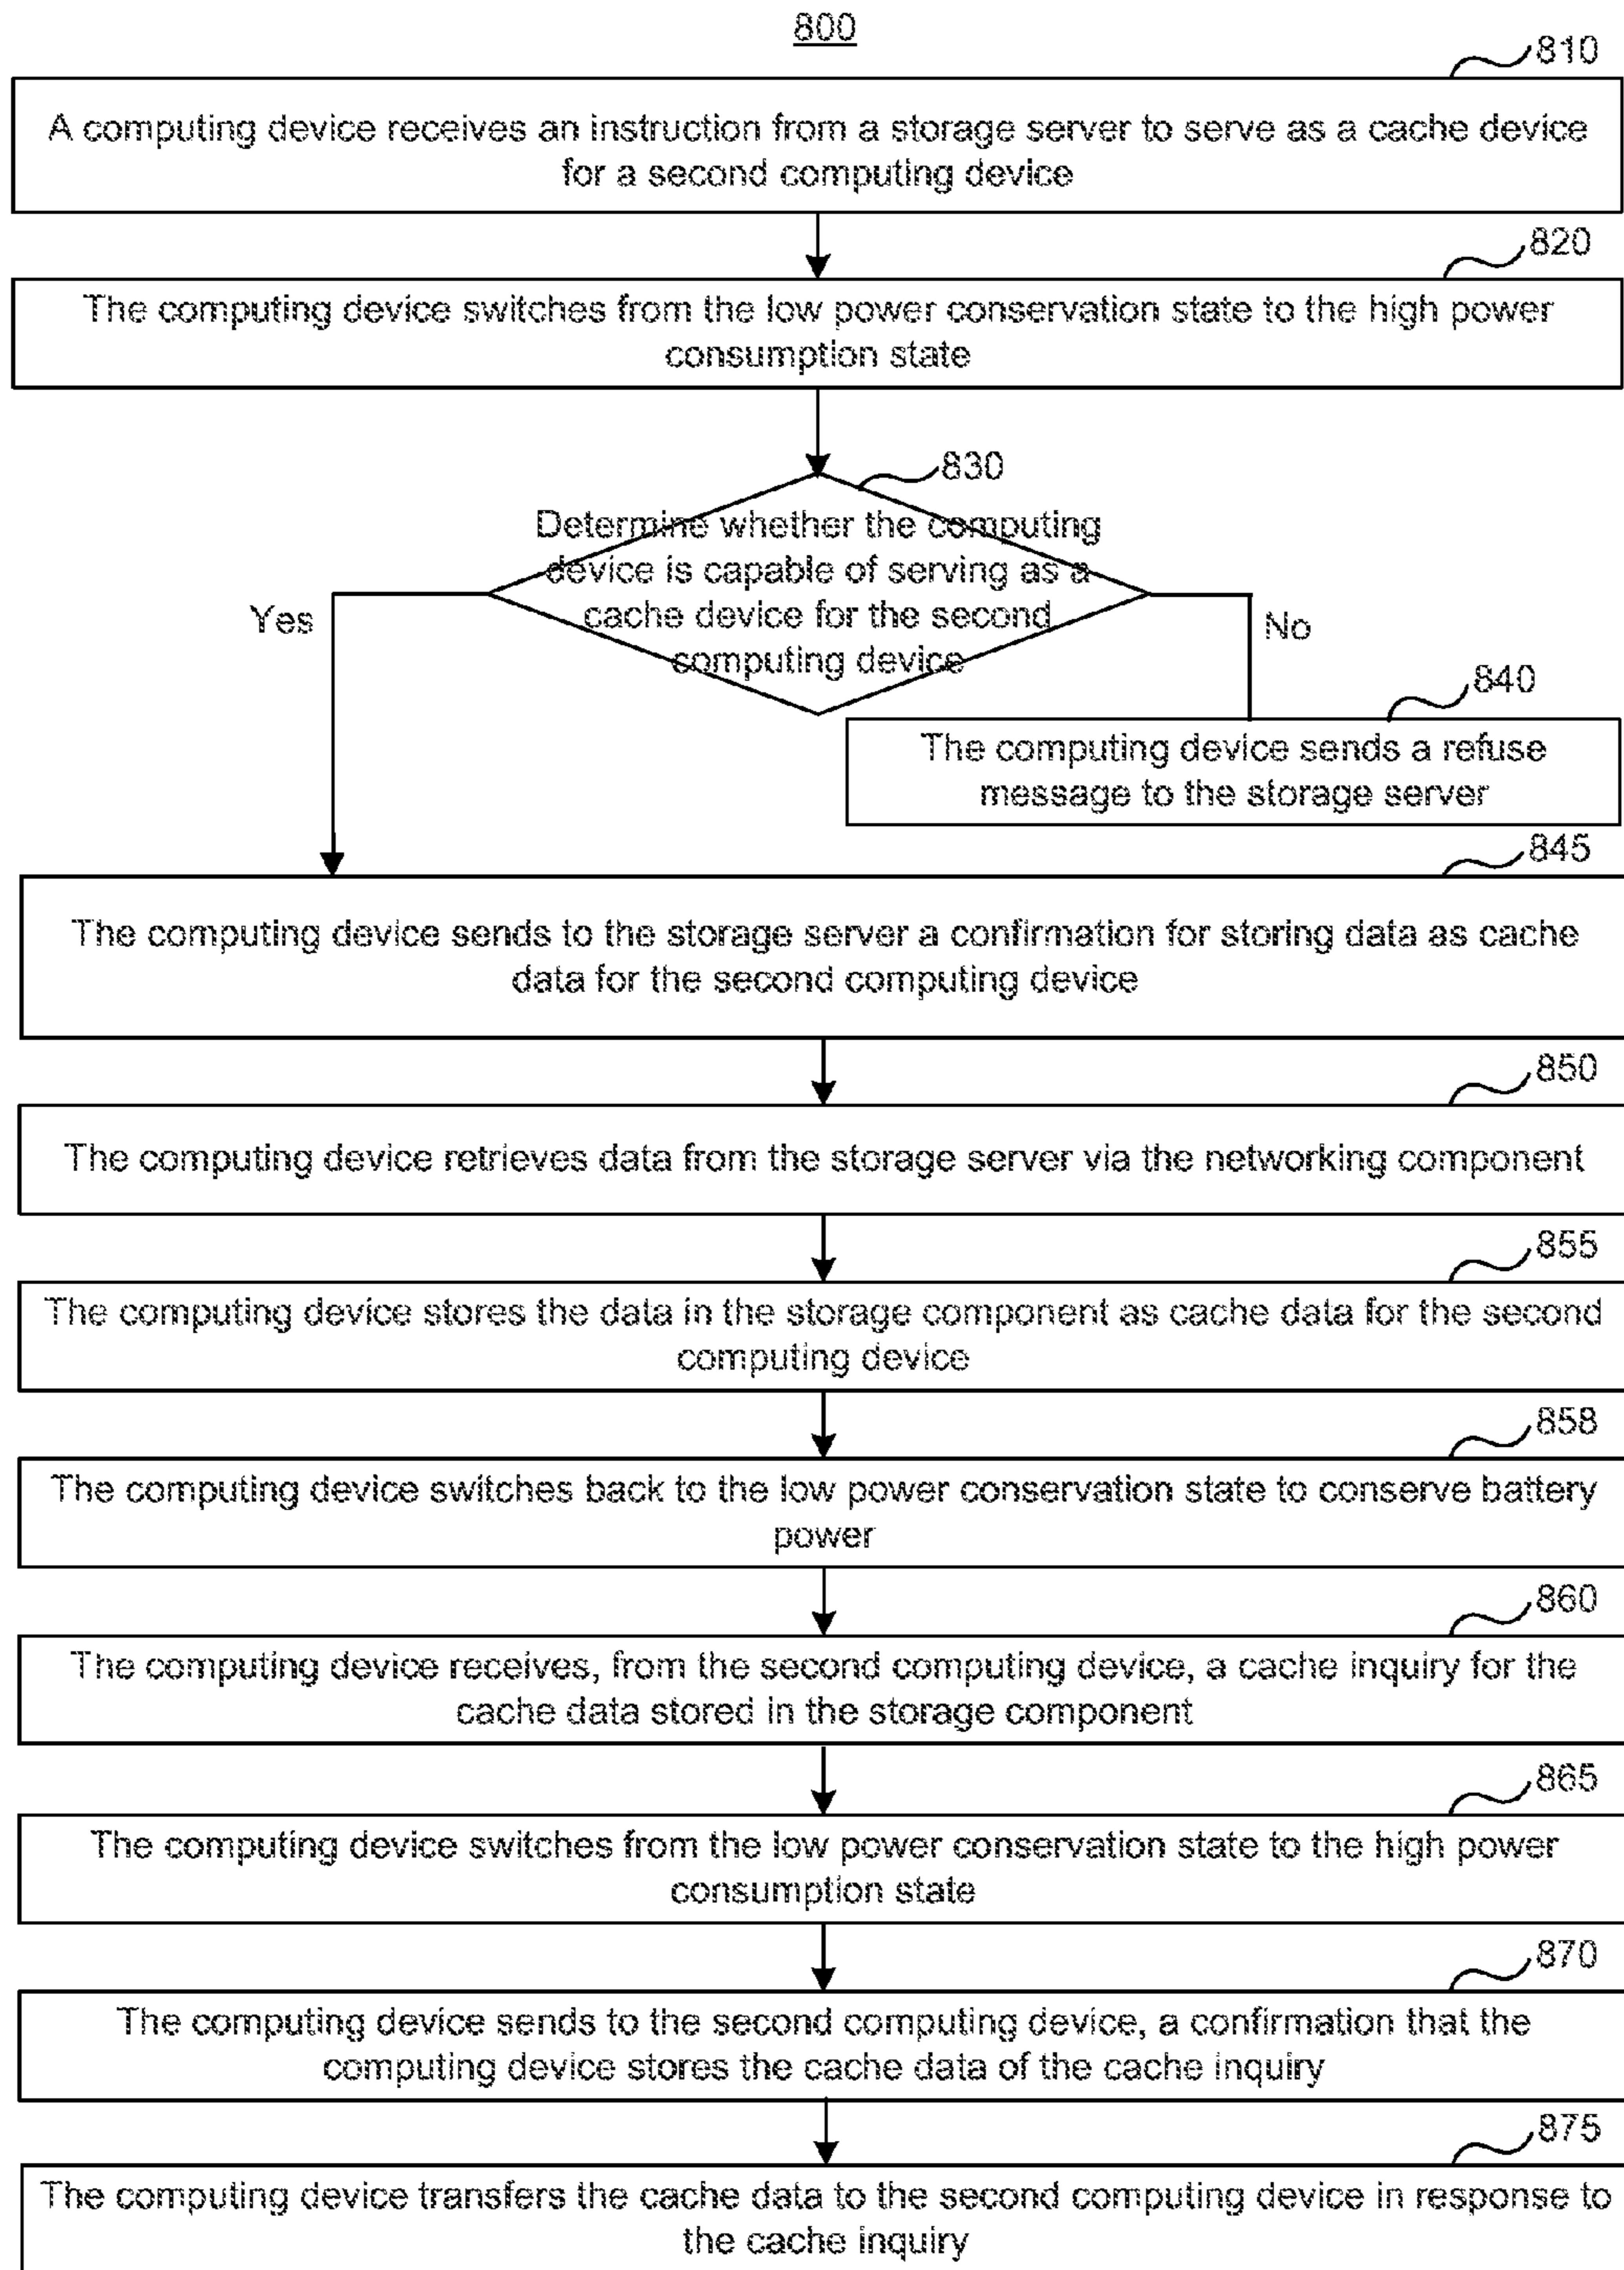 800
810
A computing device receives an instruction from a storage server to serve as a cache device
for a second computing device
820
The computing device switches from the low power conservation state to the high power
consumption state
830
Determine whether the computing
device is capable of serving as a
cache device for the second
computing device
Yes
No
840
The computing device sends a refuse
message to the storage server
845
The computing device sends to the storage server a confirmation for storing data as cache
data for the second computing device
850
The computing device retrieves data from the storage server via the networking component
855
The computing device stores the data in the storage component as cache data for the second
computing device
858
The computing device switches back to the low power conservation state to conserve battery
power
860
The computing device receives, from the second computing device, a cache inquiry for the
cache data stored in the storage component
865
The computing device switches from the low power conservation state to the high power
consumption state
870
The computing device sends to the second computing device, a confirmation that the
computing device stores the cache data of the cache inquiry
875
The computing device transfers the cache data to the second computing device in response to
the cache inquiry